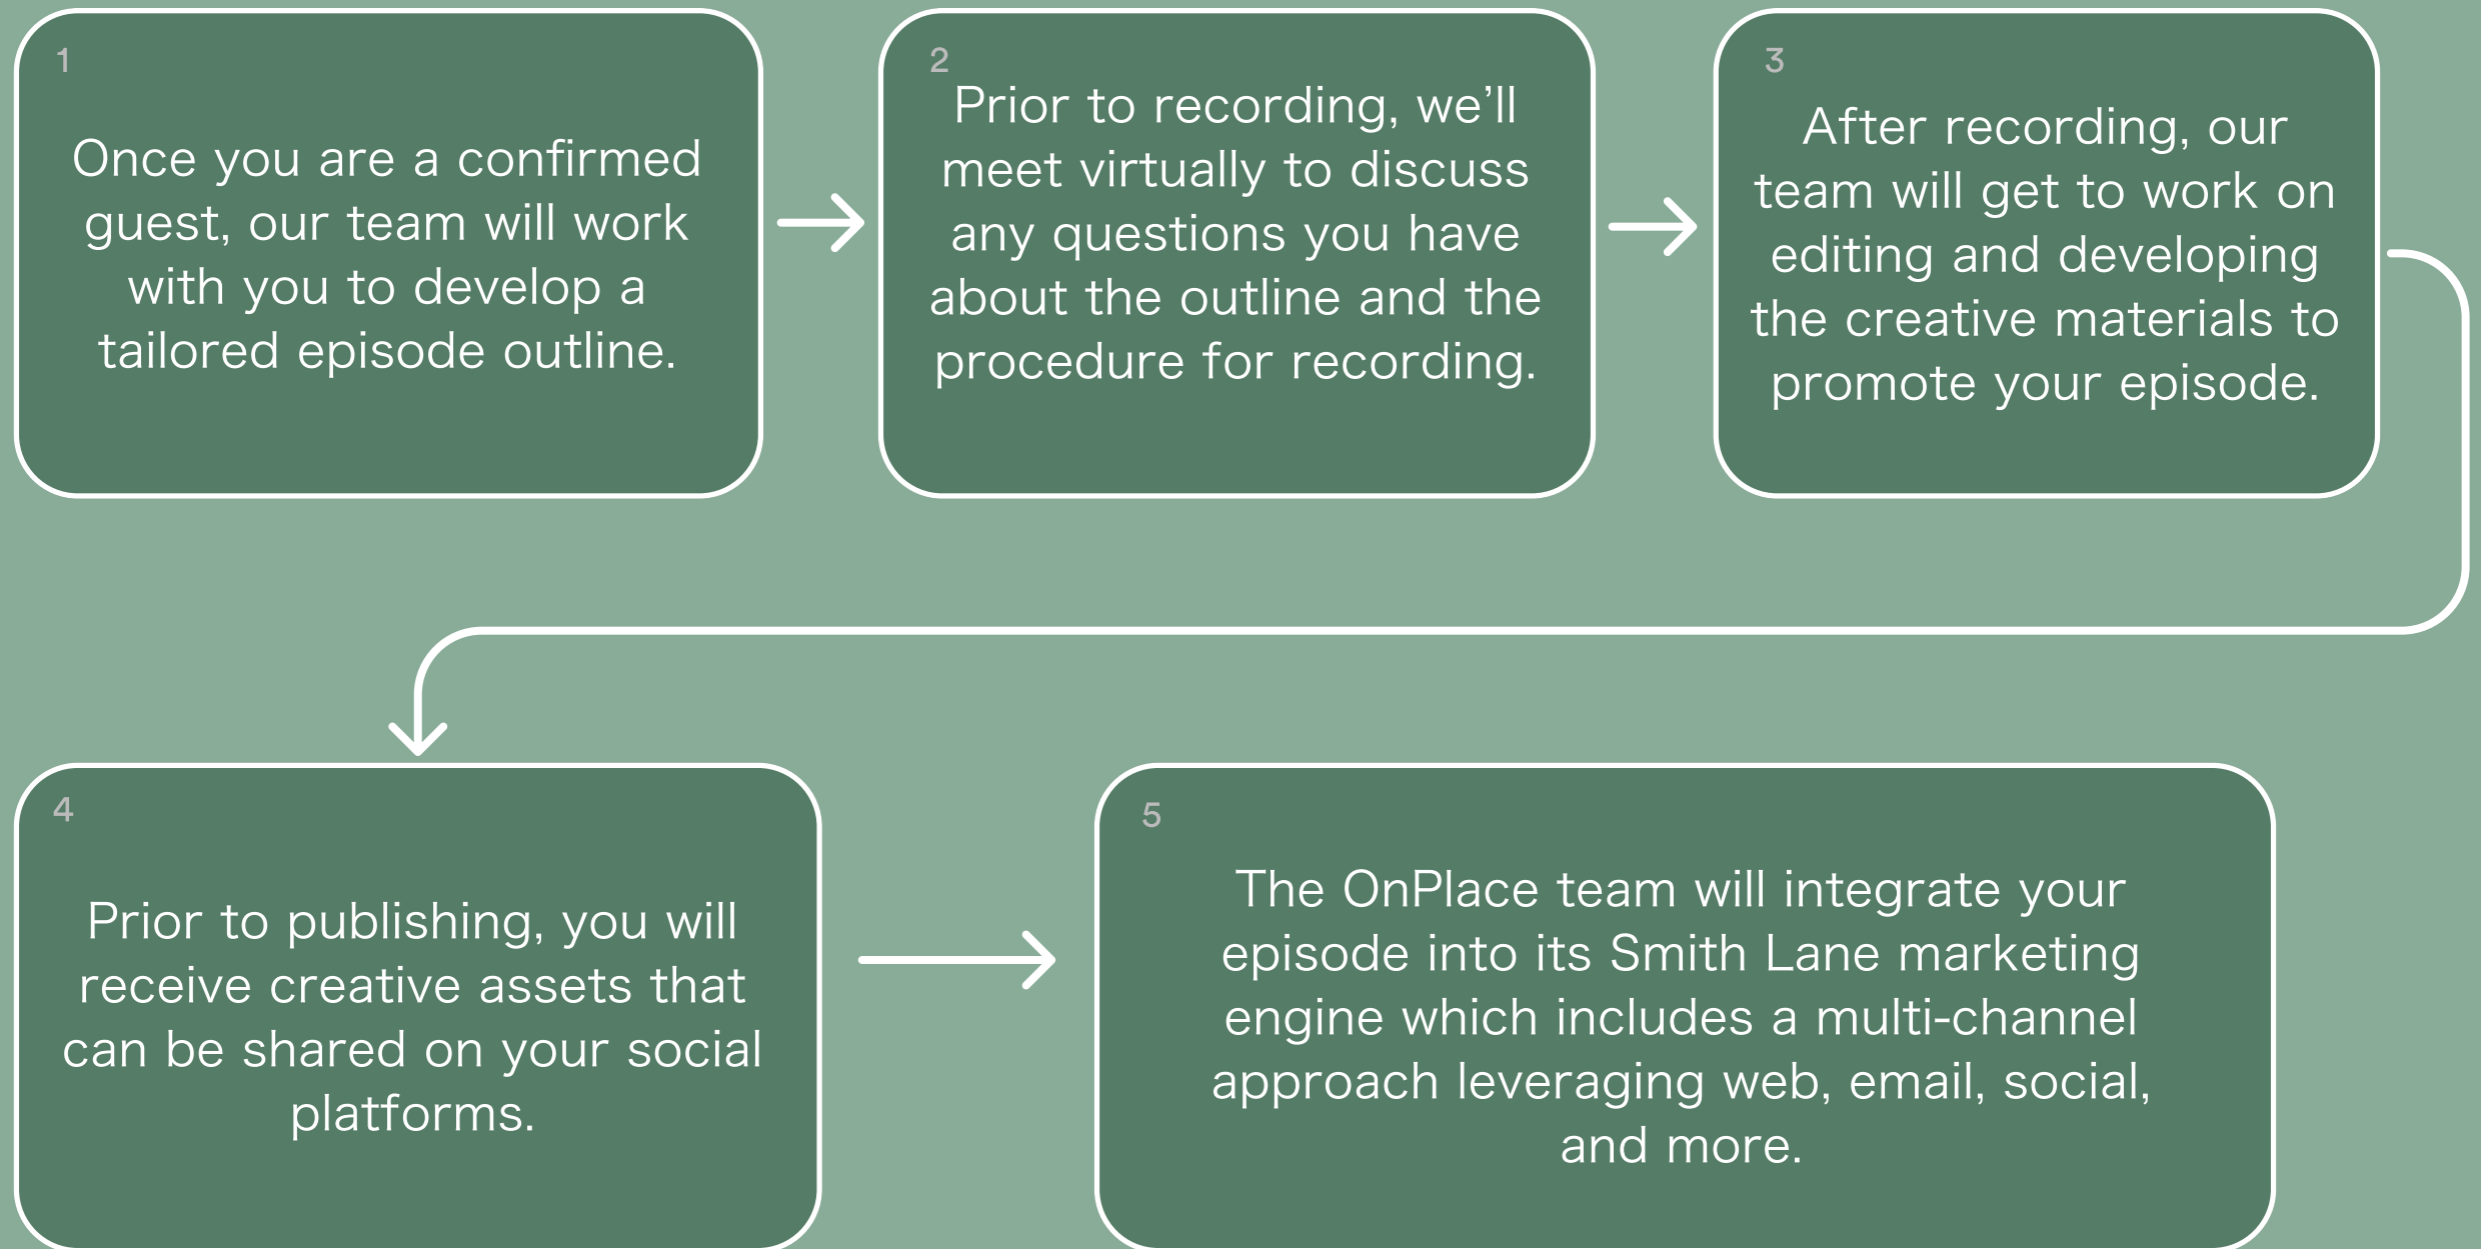 1
Once you are a confirmed
guest, our team will work
with you to develop a
tailored episode outline.
2
Prior to recording, we’ll
meet virtually to discuss
any questions you have
about the outline and the
procedure for recording.
3
After recording, our
team will get to work on
editing and developing
the creative materials to
promote your episode.
4
Prior to publishing, you will
receive creative assets that
can be shared on your social
platforms.
5
The OnPlace team will integrate your
episode into its Smith Lane marketing
engine which includes a multi-channel
approach leveraging web, email, social,
and more.